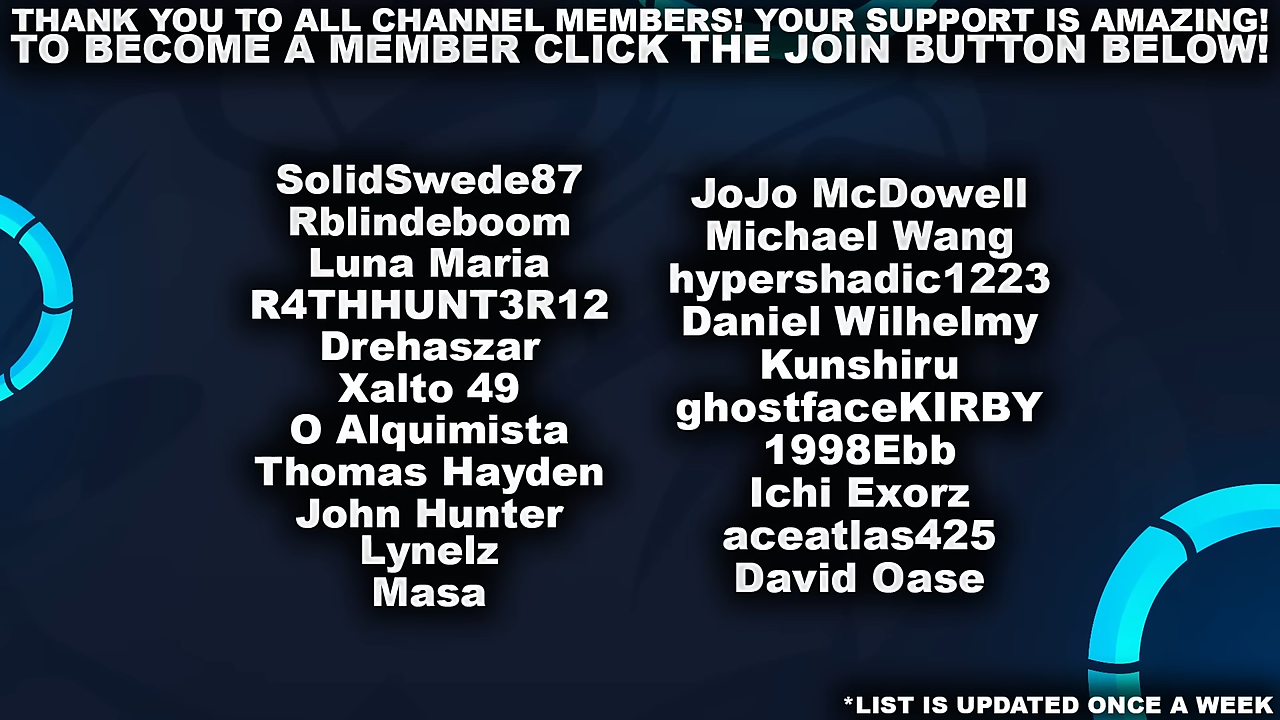 THANK YOU TO ALL CHANNEL MEMBERS! YOUR SUPPORT IS AMAZING!
TO BECOME A MEMBER CLICK THE JOIN BUTTON BELOW!
SolidSwede87
Rblindeboom
Luna Maria
R4THHUNT3R12
Drehaszar
Xalto 49
O Alquimista
Thomas Hayden
John Hunter
Lynelz
Masa
JoJo McDowell
Michael Wang
hypershadic1223
Daniel Wilhelmy
Kunshiru
ghostfaceKIRBY
1998Ebb
Ichi Exorz
aceatlas425
David Oase
*LIST IS UPDATED ONCE A WEEK